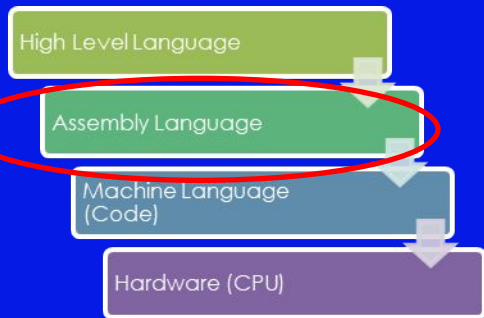 High Level Language
Assembly Language
Machine Language
(Code)
Hardware (CPU)